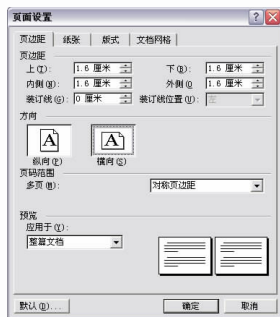 页面设置
页边距 纸张 版式 文档网格
页边距
上(T): 1.6 厘米 下(B): 1.6 厘米
内侧(N): 1.6 厘米 外侧(O 1.6 厘米
装订线(G): 0 厘米 装订线位置(U): 左
方向
A A
纵向(P) 横向(S)
页码范围
多页(M): 对称页边距
预览
应用于(Y):
整篇文档
默认(D)... 确定 取消